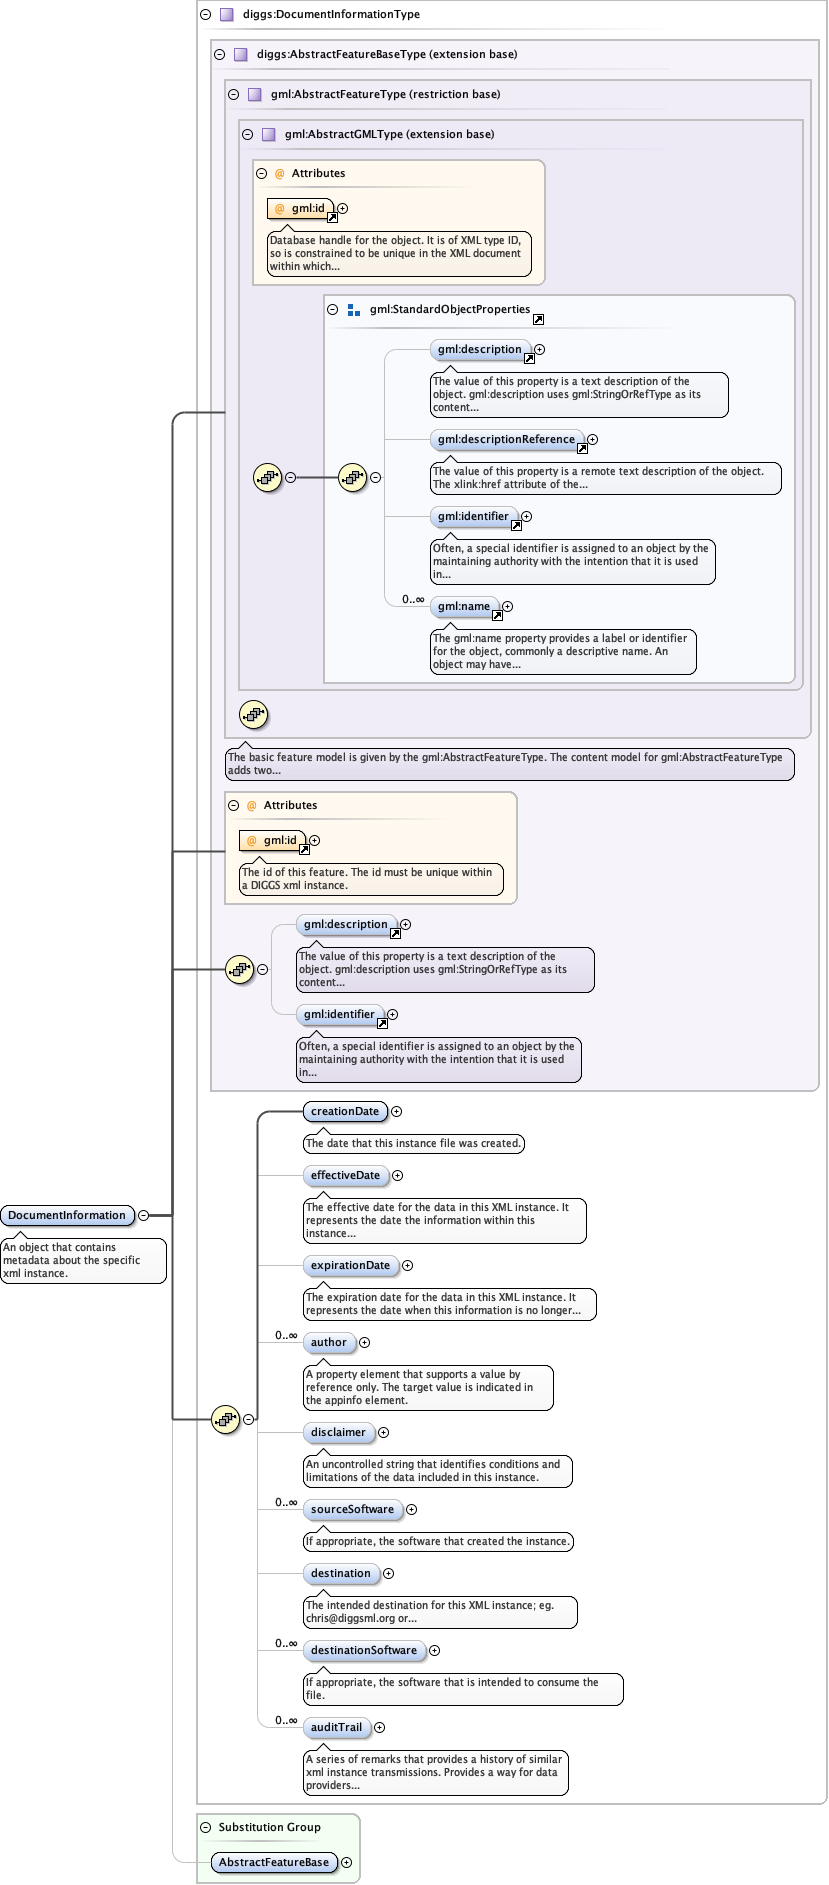 diggs:DocumentInformationType
diggs:AbstractFeatureBaseType (extension base)
gml:AbstractFeatureType (restriction base)
gml:AbstractGMLType (extension base)
@ Attributes
@ gml:id
Database handle for the object. It is of XML type ID,
so is constrained to be unique in the XML document
within which...
gml:StandardObjectProperties
gml:description
The value of this property is a text description of the
object. gml:description uses gml:StringOrRefType as its
content...
gml:descriptionReference
The value of this property is a remote text description of the object.
The xlink:href attribute of the...
gml:identifier
Often, a special identifier is assigned to an object by the
maintaining authority with the intention that it is used
in...
0..∞
gml:name
The gml:name property provides a label or identifier
for the object, commonly a descriptive name. An
object may have...
The basic feature model is given by the gml:AbstractFeatureType. The content model for gml:AbstractFeatureType
adds two...
@ Attributes
@ gml:id
The id of this feature. The id must be unique within
a DIGGS xml instance.
gml:description
The value of this property is a text description of the
object. gml:description uses gml:StringOrRefType as its
content...
gml:identifier
Often, a special identifier is assigned to an object by the
maintaining authority with the intention that it is used
in...
DocumentInformation
An object that contains
metadata about the specific
xml instance.
creationDate
The date that this instance file was created.
effectiveDate
The effective date for the data in this XML instance. It
represents the date the information within this
instance...
expirationDate
The expiration date for the data in this XML instance. It
represents the date when this information is no longer...
0..∞
author
A property element that supports a value by
reference only. The target value is indicated in
the appinfo element.
disclaimer
An uncontrolled string that identifies conditions and
limitations of the data included in this instance.
0..∞
sourceSoftware
If appropriate, the software that created the instance.
destination
The intended destination for this XML instance; eg.
chris@diggsml.org or...
0..∞
destinationSoftware
If appropriate, the software that is intended to consume the
file.
0..∞
auditTrail
A series of remarks that provides a history of similar
xml instance transmissions. Provides a way for data
providers...
Substitution Group
AbstractFeatureBase